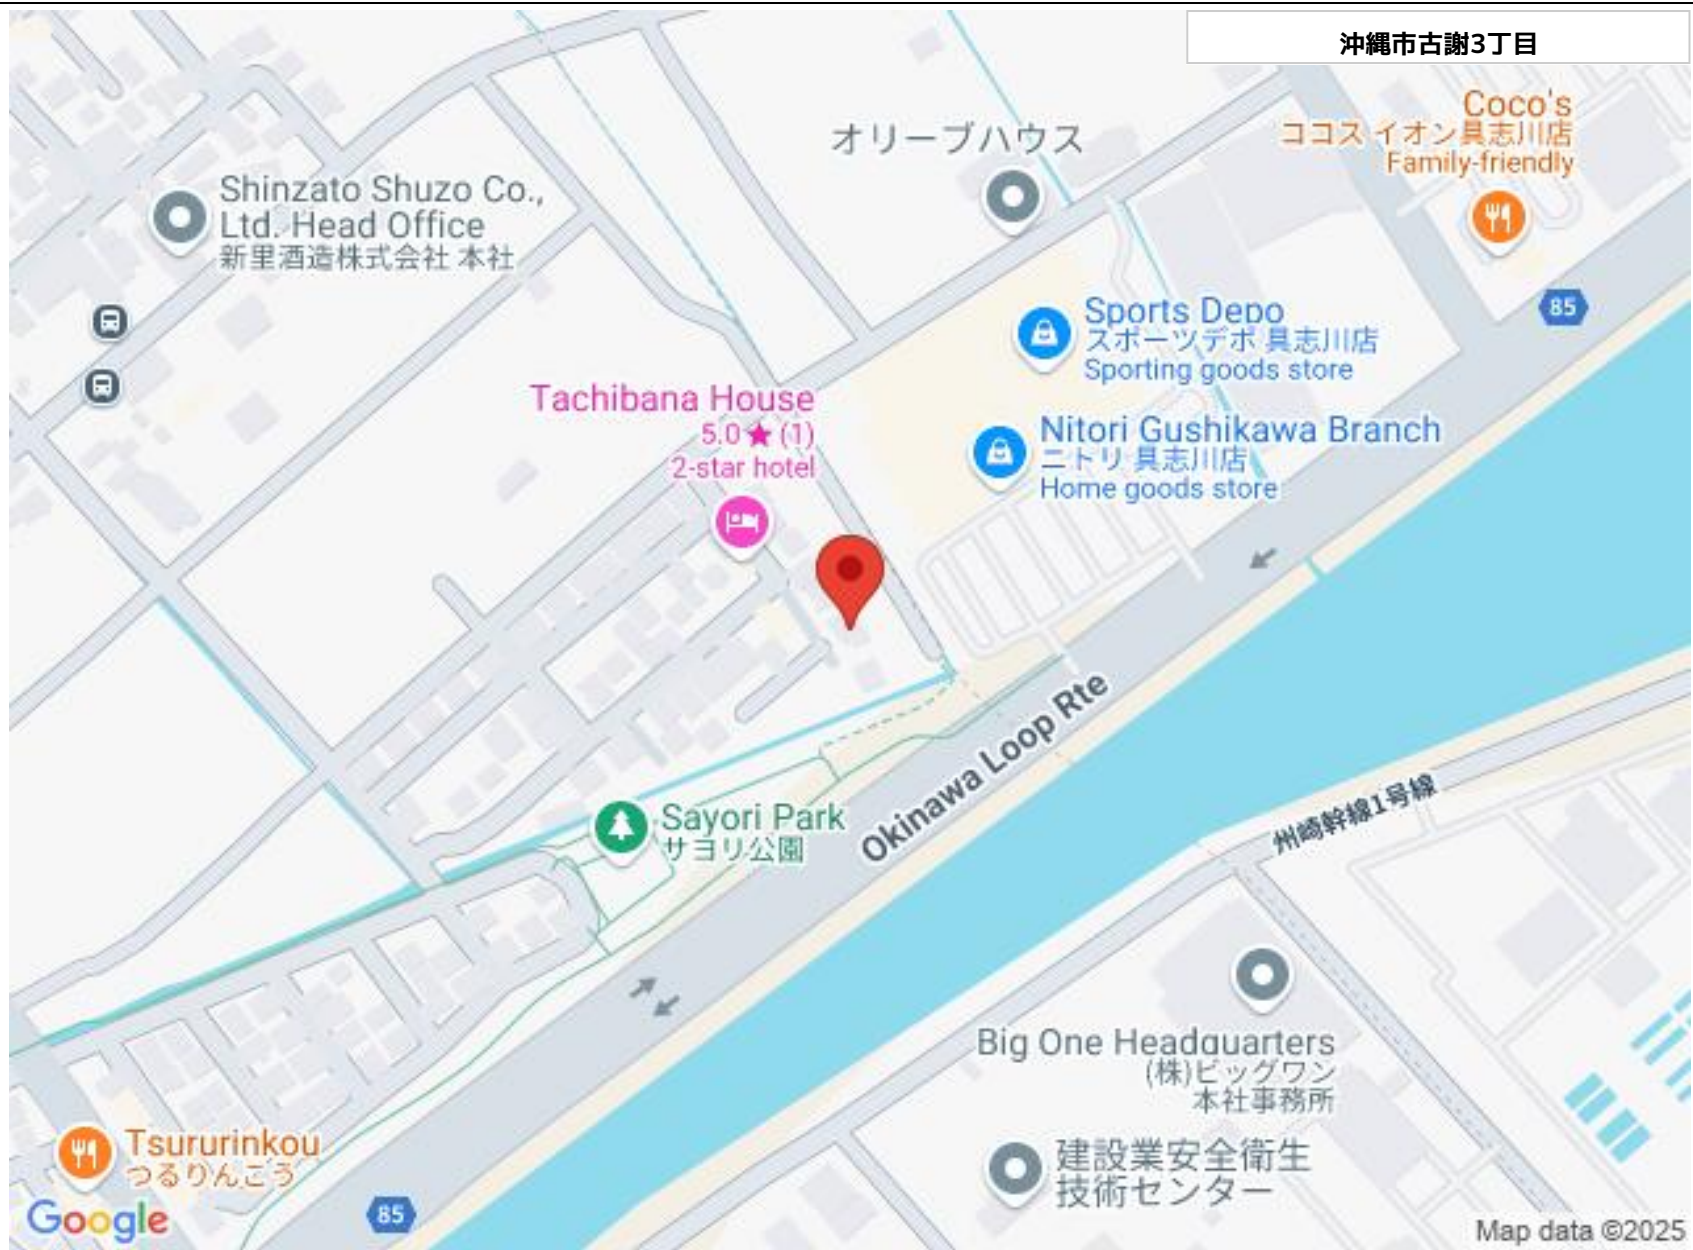 沖縄市古謝3丁目
Coco's
ココス イオン具志川店
Family-friendly
オリーブハウス
Shinzato Shuzo Co.,
Ltd. Head Office
新里酒造株式会社 本社
85
Sports Depo
スポーツデポ 具志川店
Sporting goods store
Tachibana House
5.0★(1)
2-star hotel
Nitori Gushikawa Branch
ニトリ 具志川店
Home goods store
Okinawa Loop Rte
Sayori Park
サヨリ公園
州崎幹線1号線
Big One Headquarters
(株)ビッグワン
本社事務所
Tsururinkou
つるりんこう
建設業安全衛生
技術センター
85
Google
Map data ©2025